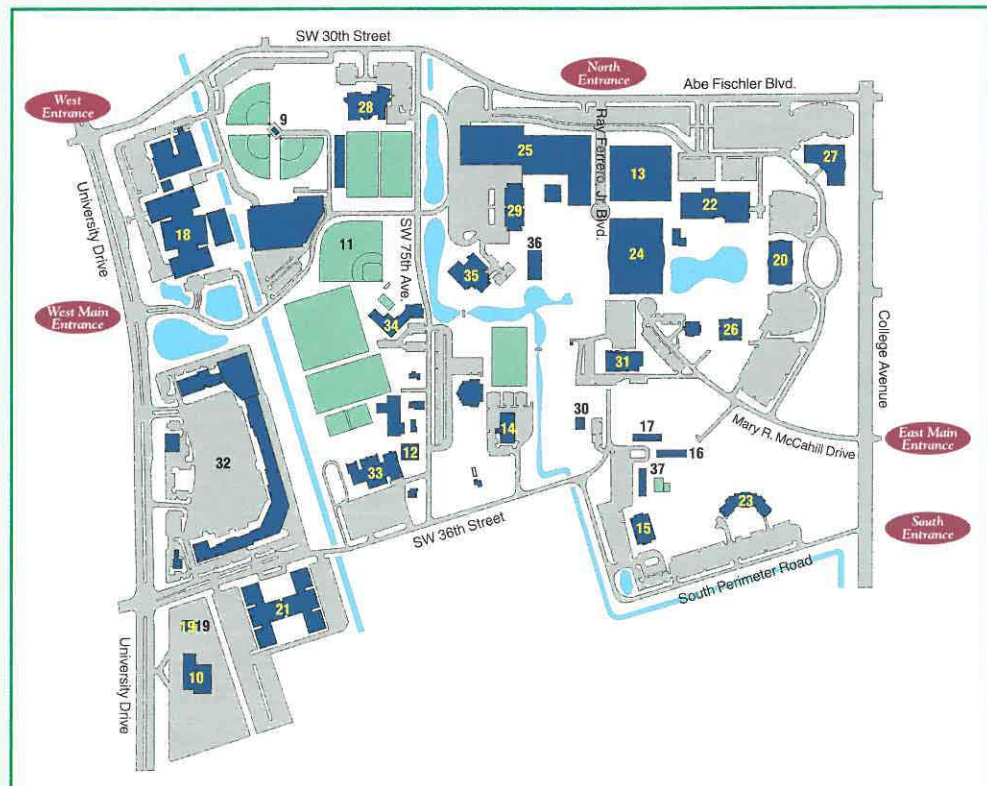 SW 30th Street
North
Entrance
Abe Fischler Blvd.
West
Entrance
28
9
25
Ray Ferrero, Jr. Blvd.
13
27
University Drive
18
29
22
11
SW 75th Ave.
36
24
20
35
West Main
Entrance
34
26
College Avenue
31
30
14
17
Mary R. McCahill Drive
East Main
Entrance
12
16
32
33
37
23
15
South
Entrance
SW 36th Street
South Perimeter Road
21
19
19
University Drive
10